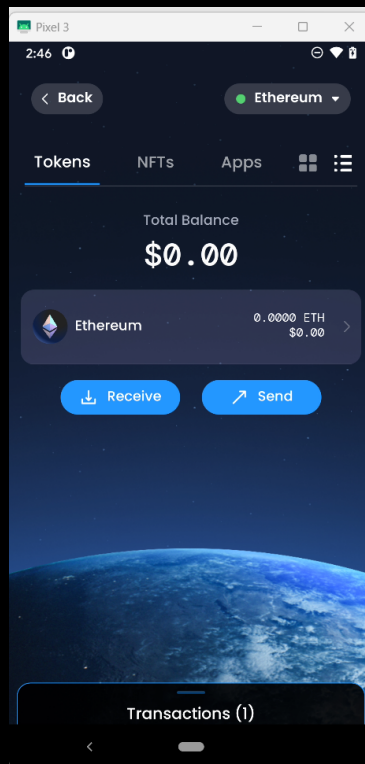 Pixel 3
2:46
Back
Ethereum
Tokens NFTs Apps
Total Balance
$0.00
Ethereum
0.0000 ETH
$0.00
Receive
Send
Transactions (1)